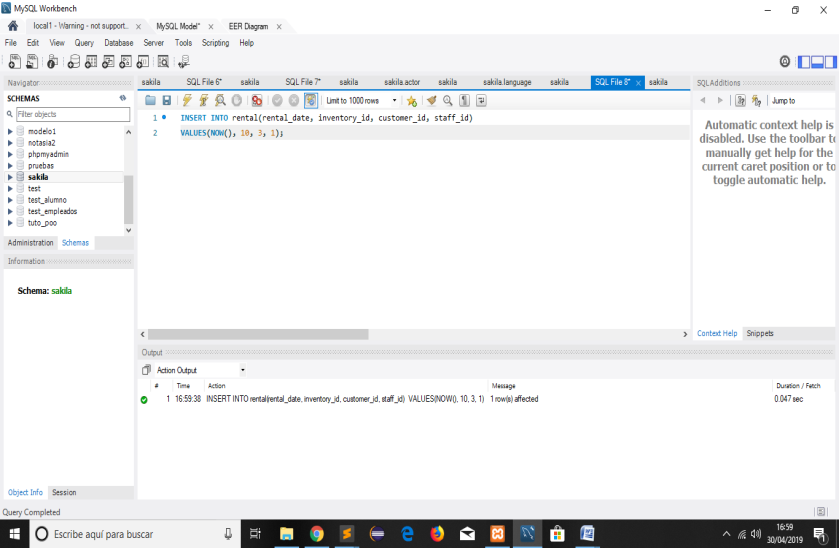 MySQL Workbench
local1 - Warning - not support... × MySQL Model* × EER Diagram ×
File Edit View Query Database Server Tools Scripting Help
Navigator
SCHEMAS
Filter objects
modelo1
notasia2
phpmyadmin
pruebas
sakila
test
test_alumno
test_empleados
tuto_poo
Administration Schemas
Information
Schema: sakila
Object Info Session
sakila SQL File 6* sakila SQL File 7* sakila sakila.actor sakila sakila.language sakila SQL File 8* × sakila
Limit to 1000 rows
1 INSERT INTO rental(rental_date, inventory_id, customer_id, staff_id)
2 VALUES(NOW(), 10, 3, 1);
SQLAdditions
Jump to
Automatic context help is
disabled. Use the toolbar to
manually get help for the
current caret position or to
toggle automatic help.
Context Help Snippets
Output
Action Output
# Time Action Message Duration / Fetch
1 16:59:38 INSERT INTO rental(rental_date, inventory_id, customer_id, staff_id) VALUES(NOW(), 10, 3, 1) 1 row(s) affected 0.047 sec
Query Completed
Escribe aquí para buscar
16:59
30/04/2019